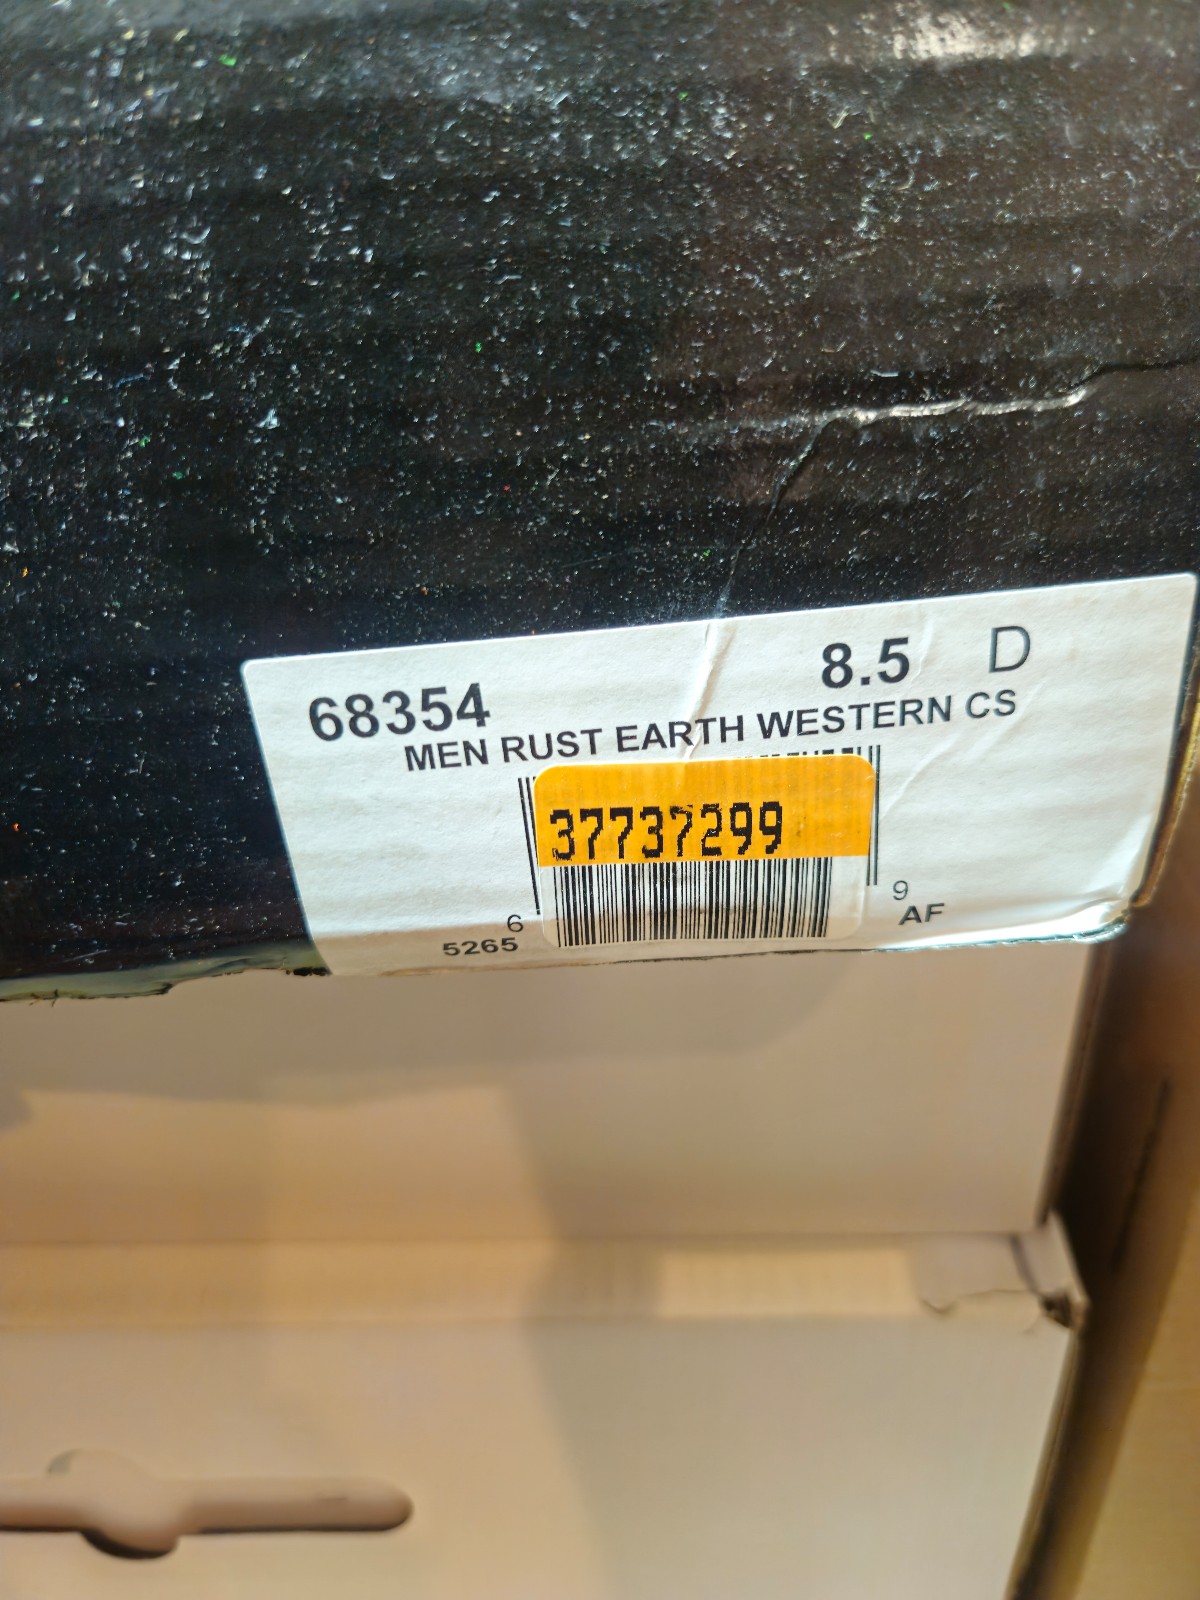 68354 8.5 D
MEN RUST EARTH WESTERN CS
37737299
6 9
5265 AF